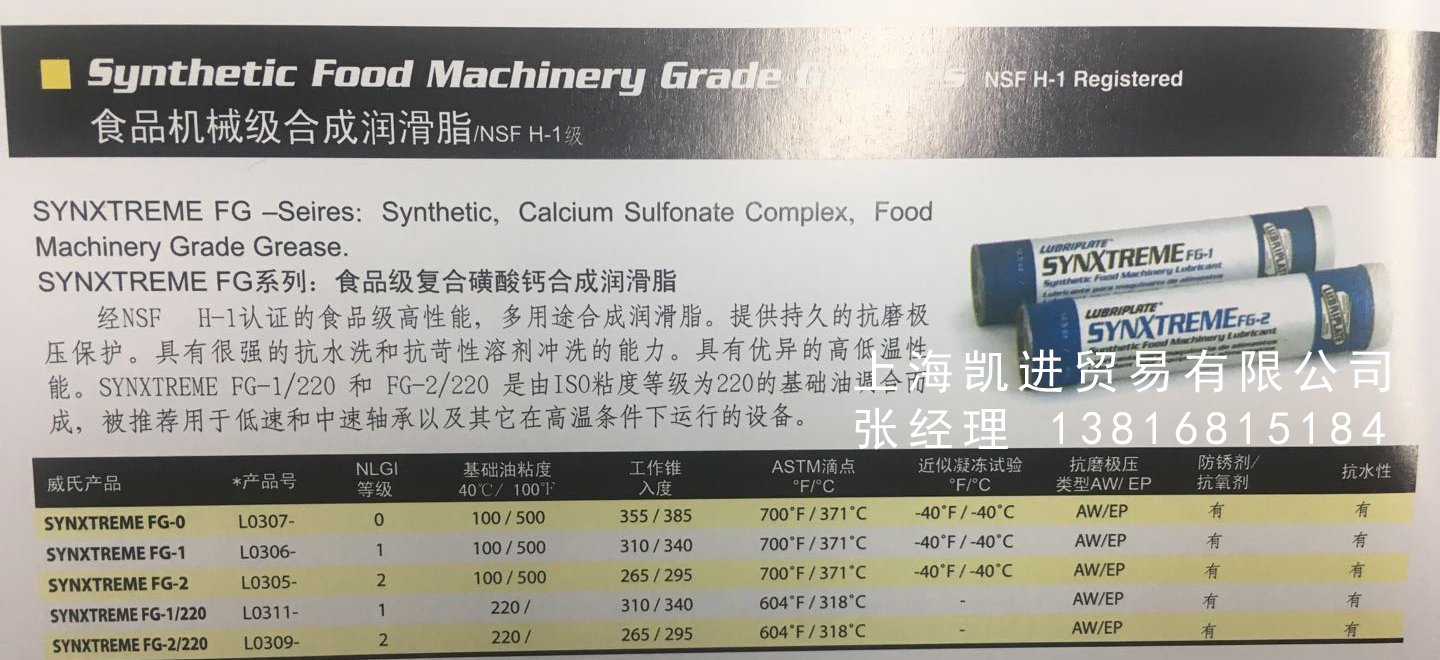 Synthetic Food Machinery Grade Greases NSF H-1 Registered
食品机械级合成润滑脂/NSF H-1级
SYNXTREME FG –Seires: Synthetic, Calcium Sulfonate Complex, Food
Machinery Grade Grease.
SYNXTREME FG系列：食品级复合磺酸钙合成润滑脂
经NSF H-1认证的食品级高性能，多用途合成润滑脂。提供持久的抗磨极
压保护。具有很强的抗水洗和抗苛性溶剂冲洗的能力。具有优异的高低温性
能。SYNXTREME FG-1/220 和 FG-2/220 是由ISO粘度等级为220的基础油调合而
成，被推荐用于低速和中速轴承以及其它在高温条件下运行的设备。
LUBRIPLATE
SYNXTREME FG-1
Synthetic Food Machinery Lubricant
Lubricante para maquinaria de alimentos
LUBRIPLATE
LUBRIPLATE
SYNXTREME FG-2
Synthetic Food Machinery Lubricant
LUBRIPLATE
上海凯进贸易有限公司
张经理 13816815184
威氏产品 *产品号 NLGI 等级 基础油粘度 40℃/ 100℉ 工作锥 入度 ASTM滴点 °F/°C 近似凝冻试验 °F/°C 抗磨极压 类型AW/ EP 防锈剂/ 抗氧剂 抗水性
SYNXTREME FG-0 L0307- 0 100 / 500 355 / 385 700°F / 371°C -40°F / -40°C AW/EP 有 有
SYNXTREME FG-1 L0306- 1 100 / 500 310 / 340 700°F / 371°C -40°F / -40°C AW/EP 有 有
SYNXTREME FG-2 L0305- 2 100 / 500 265 / 295 700°F / 371°C -40°F / -40°C AW/EP 有 有
SYNXTREME FG-1/220 L0311- 1 220 / 310 / 340 604°F / 318°C - AW/EP 有 有
SYNXTREME FG-2/220 L0309- 2 220 / 265 / 295 604°F / 318°C - AW/EP 有 有